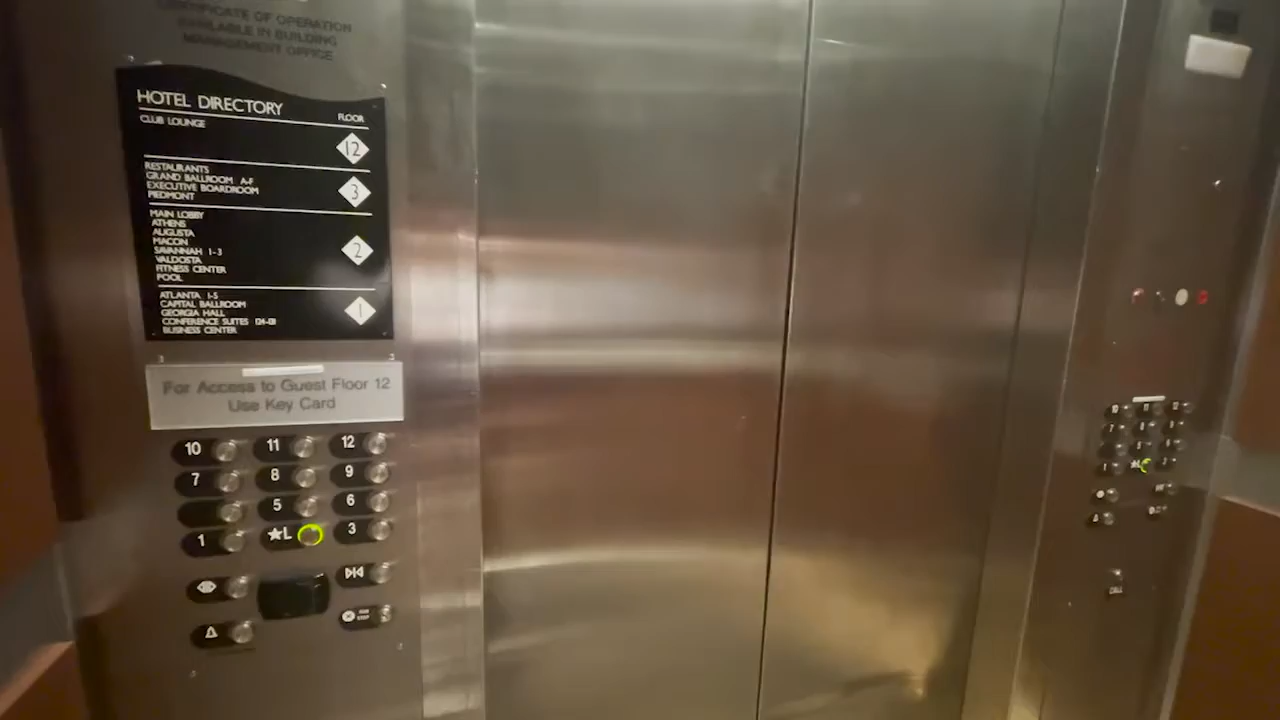 CERTIFICATE OF OPERATION
AVAILABLE IN BUILDING
MANAGEMENT OFFICE
HOTEL DIRECTORY
FLOOR
CLUB LOUNGE
12
RESTAURANTS
GRAND BALLROOM A-F
EXECUTIVE BOARDROOM
PIEDMONT
3
MAIN LOBBY
ATHENS
AUGUSTA
MACON
SAVANNAH 1-3
VALDOSTA
FITNESS CENTER
POOL
2
ATLANTA 1-5
CAPITAL BALLROOM
GEORGIA HALL
CONFERENCE SUITES
BUSINESS CENTER
1
For Access to Guest Floor 12
Use Key Card
10 11 12
7 8 9
5 6
1 ★L 3